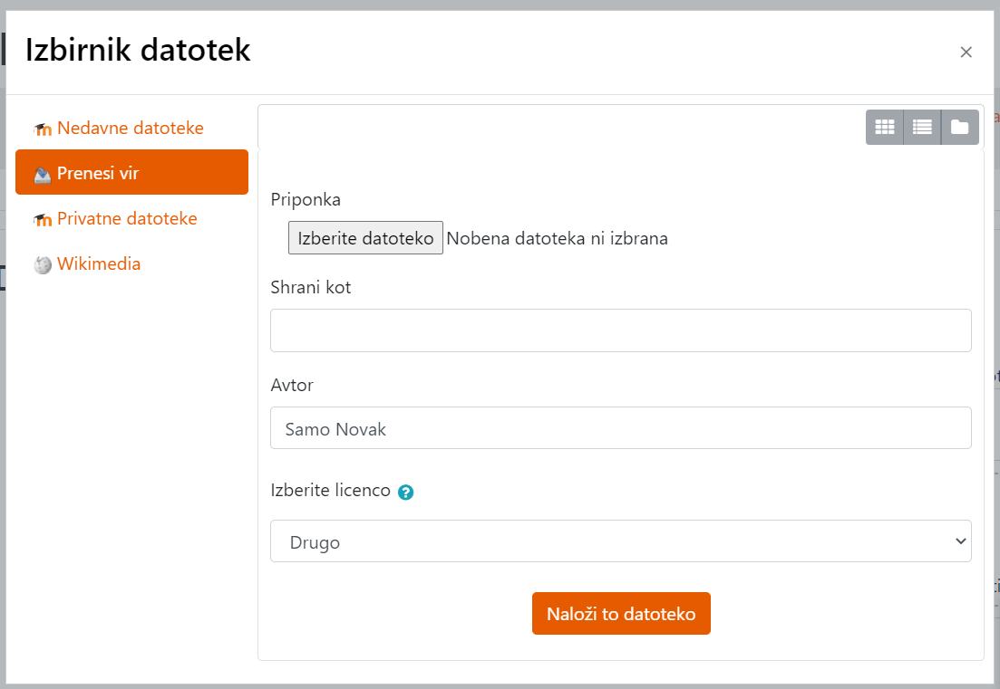 Izbirnik datotek
×
Nedavne datoteke
Prenesi vir
Privatne datoteke
Wikimedia
Priponka
Izberite datoteko Nobena datoteka ni izbrana
Shrani kot
Avtor
Samo Novak
Izberite licenco ?
Drugo
Naloži to datoteko